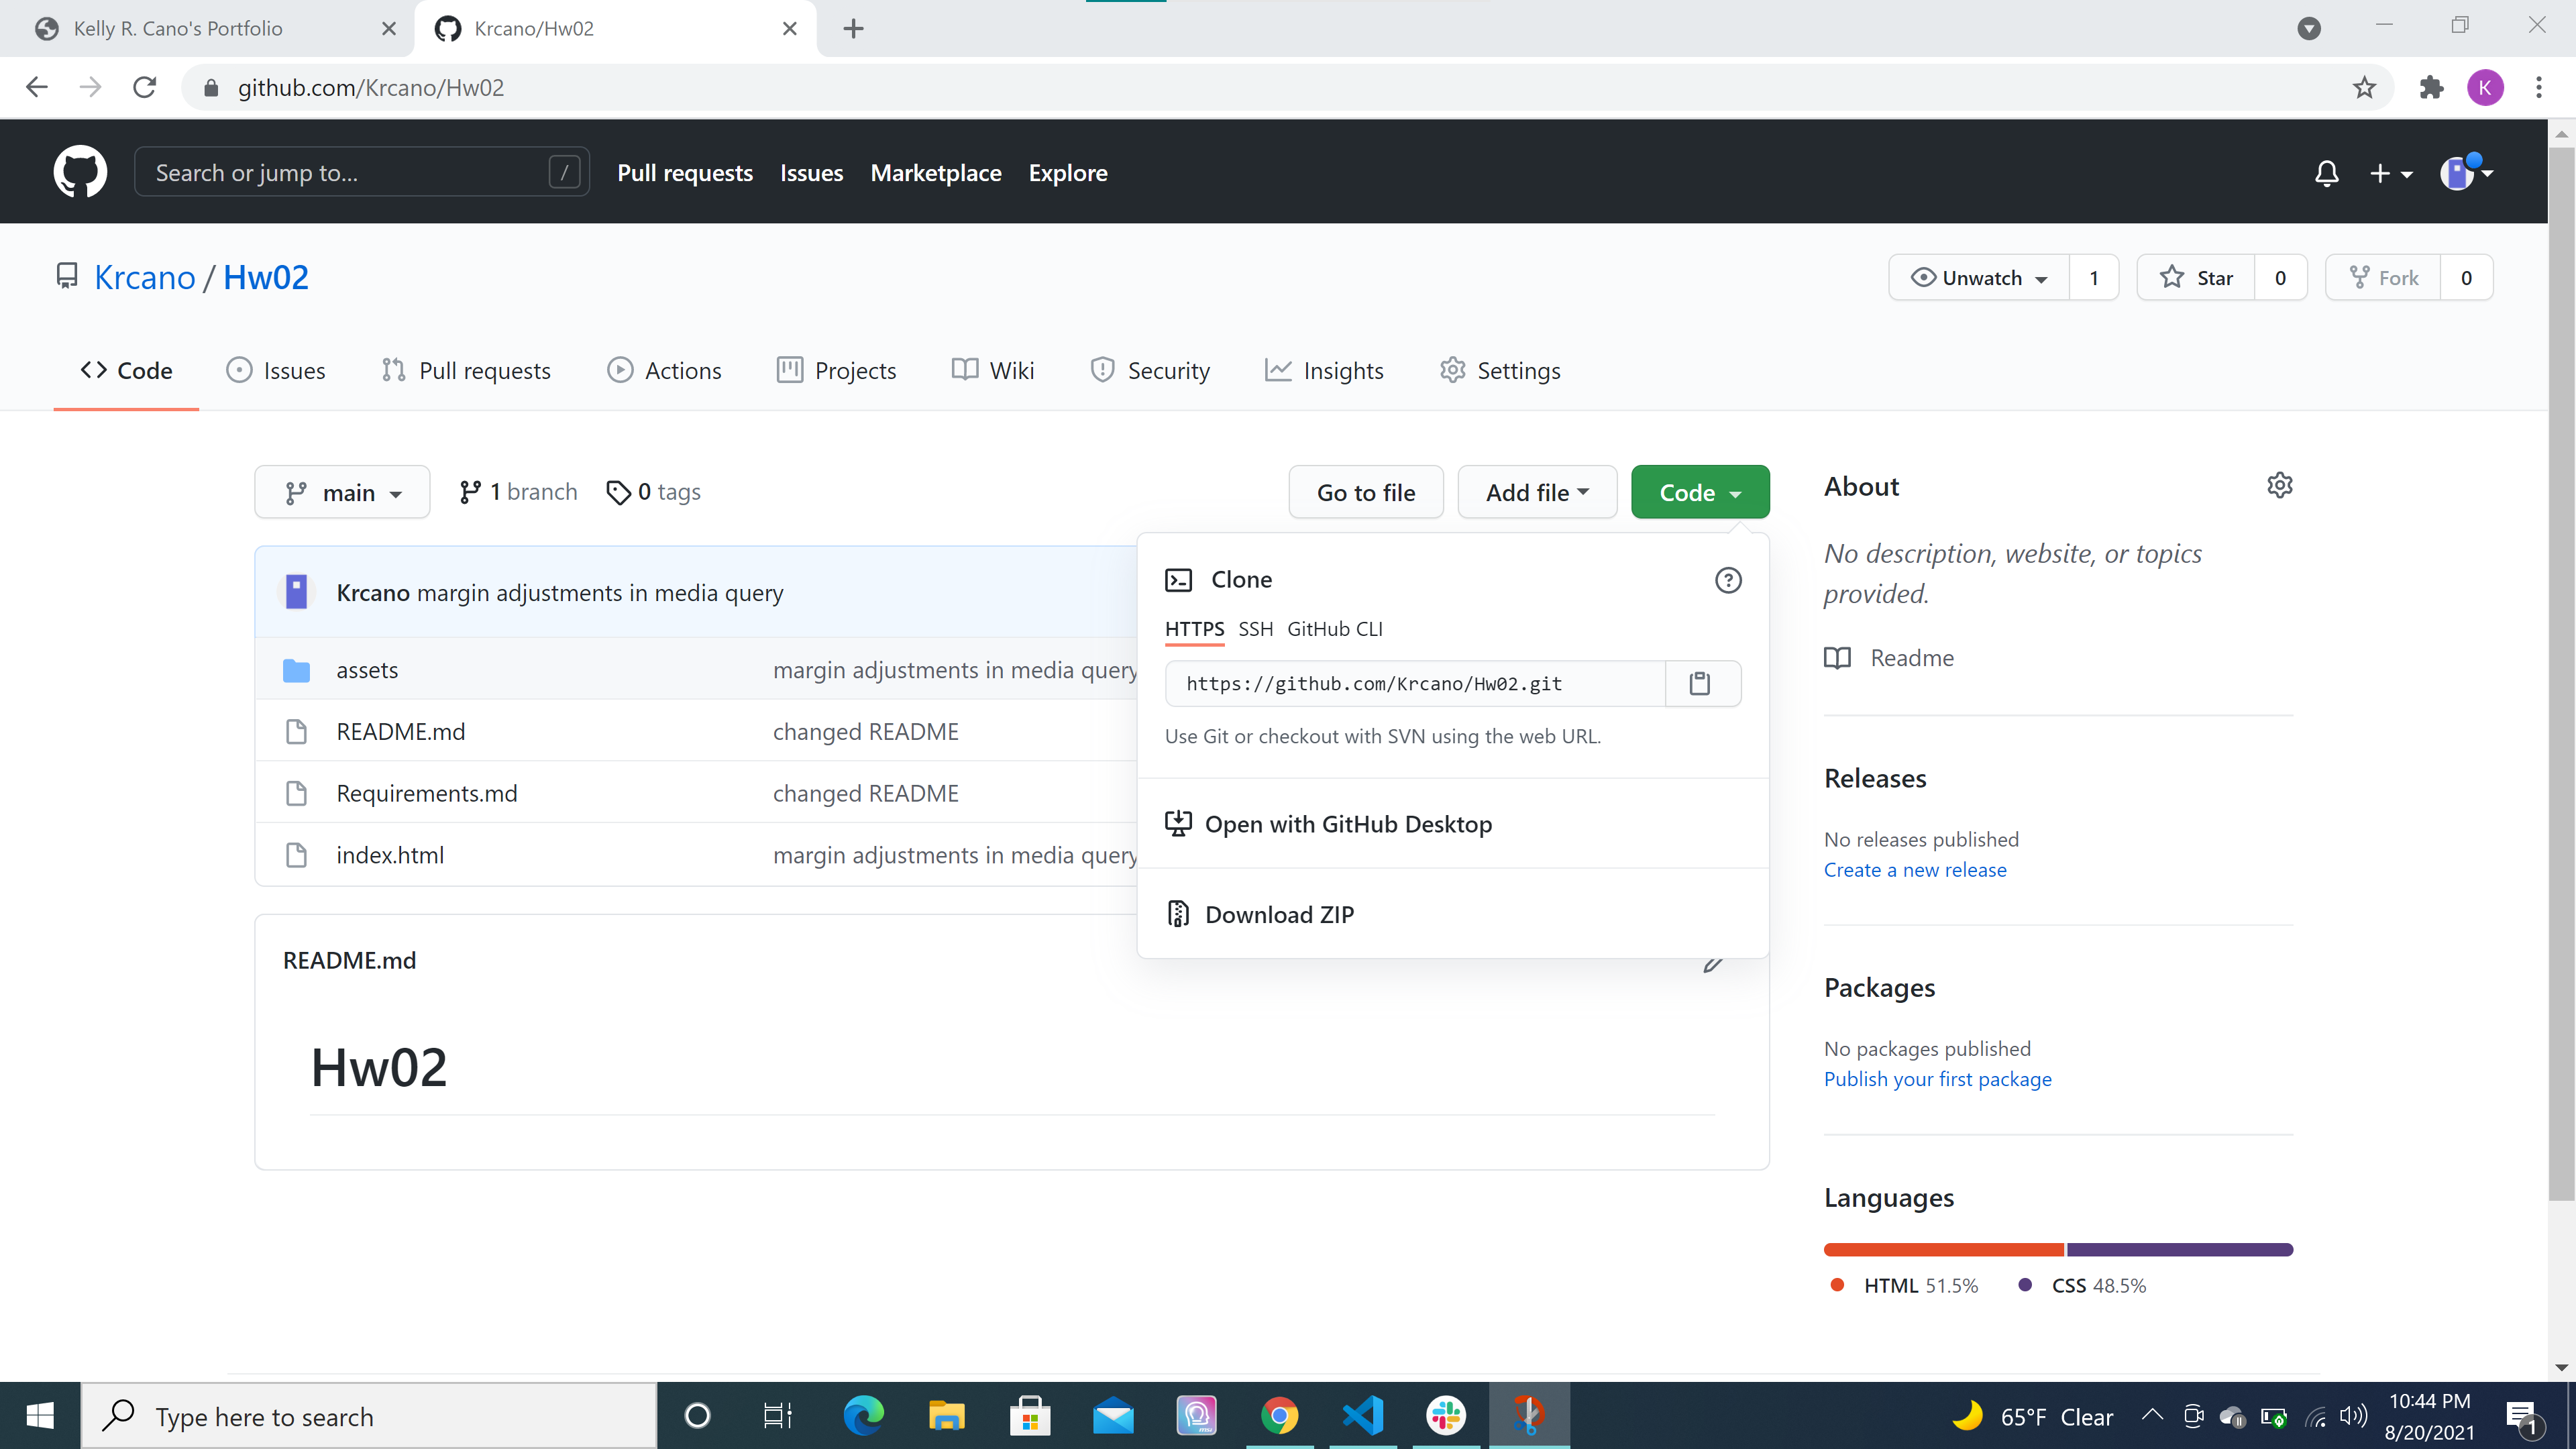 Kelly R. Cano's Portfolio
Krcano/Hw02
github.com/Krcano/Hw02
K
Search or jump to...
/
Pull requests Issues Marketplace Explore
Krcano / Hw02
Unwatch 1
Star 0
Fork 0
Code Issues Pull requests Actions Projects Wiki Security Insights Settings
main
1 branch
0 tags
Go to file
Add file
Code
Krcano margin adjustments in media query
assets margin adjustments in media query
README.md changed README
Requirements.md changed README
index.html margin adjustments in media query
Clone
HTTPS SSH GitHub CLI
https://github.com/Krcano/Hw02.git
Use Git or checkout with SVN using the web URL.
Open with GitHub Desktop
Download ZIP
README.md
Hw02
About
No description, website, or topics
provided.
Readme
Releases
No releases published
Create a new release
Packages
No packages published
Publish your first package
Languages
HTML 51.5% CSS 48.5%
Type here to search
65°F Clear
10:44 PM
8/20/2021
1